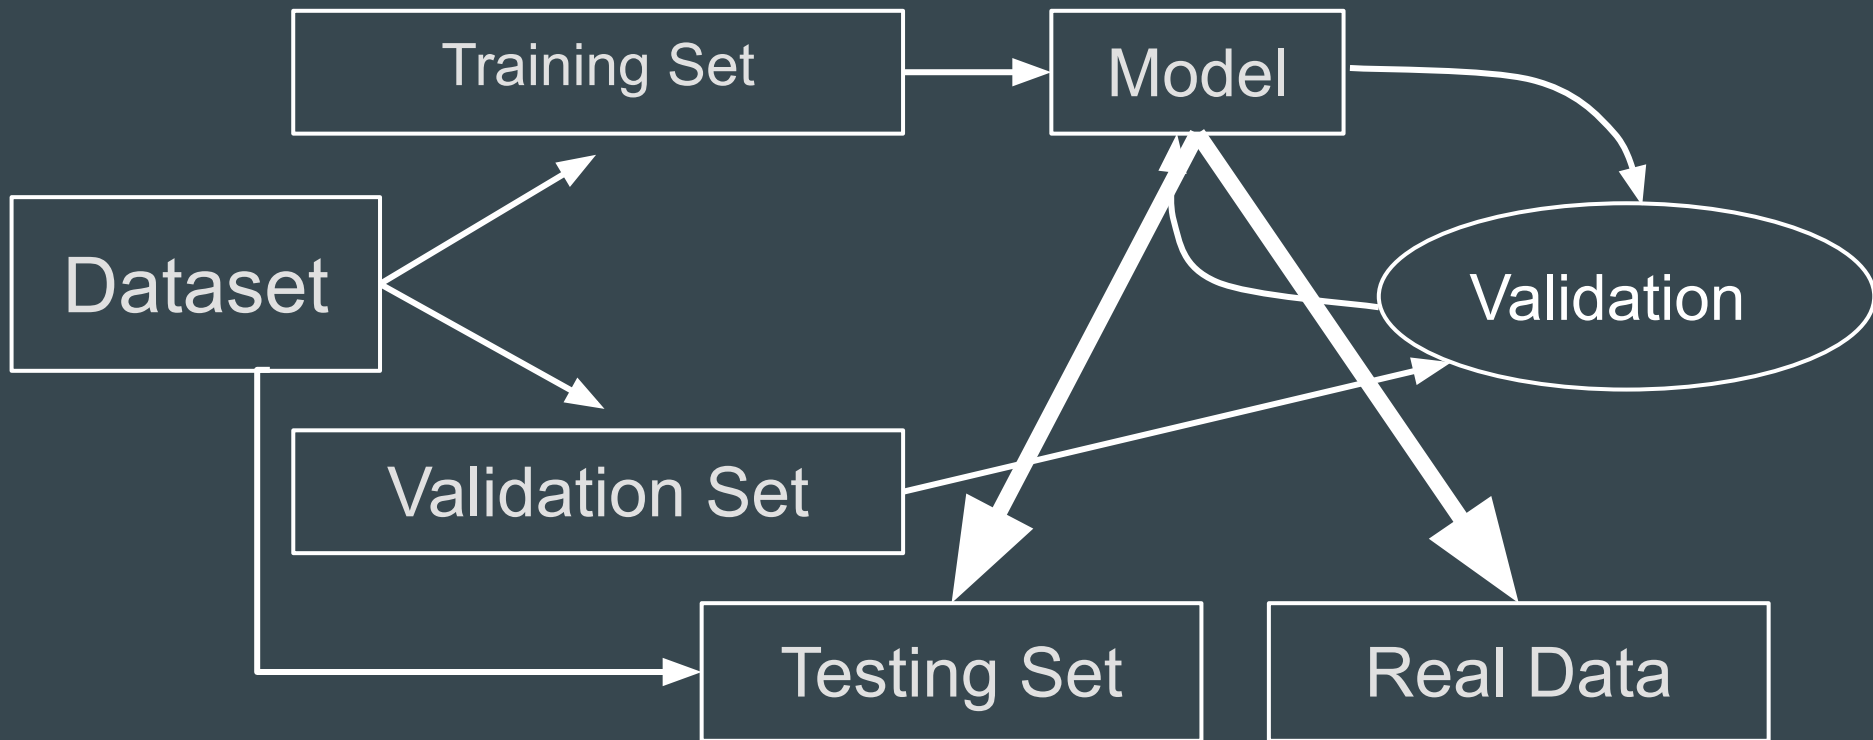 Training Set
Model
Dataset
Validation
Validation Set
Testing Set
Real Data